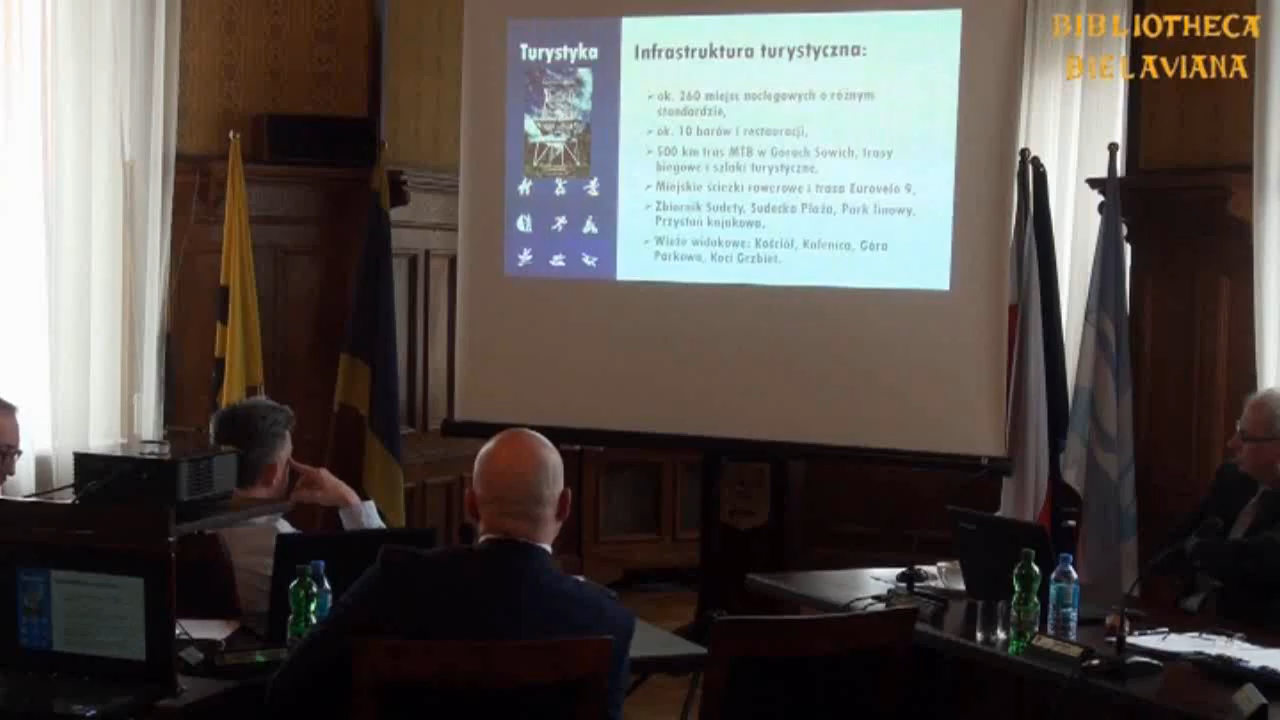 BIBLIOTHECA
BIELAVIANA
Turystyka
Infrastruktura turystyczna:
ok. 260 miejsc noclegowych o różnym
standardzie,
ok. 10 barów i restauracji,
500 km tras MTB w Górach Sowich, trasy
biegowe i szlaki turystyczne,
Miejskie ścieżki rowerowe i trasa Eurovelo 9,
Zbiornik Sudety, Sudecka Plaża, Park linowy,
Przystań kajakowa,
Wieże widokowe: Kościół, Kalenica, Góra
Parkowa, Koci Grzbiet.